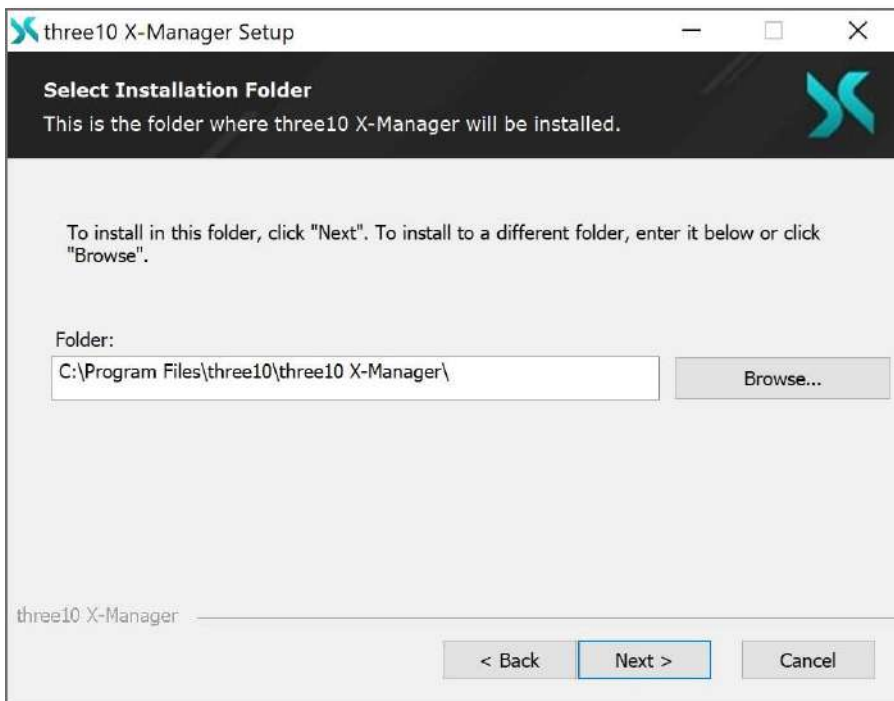 three10 X-Manager Setup
Select Installation Folder
This is the folder where three10 X-Manager will be installed.
To install in this folder, click "Next". To install to a different folder, enter it below or click
"Browse".
Folder:
C:\Program Files\three10\three10 X-Manager\
Browse...
three10 X-Manager
< Back
Next >
Cancel